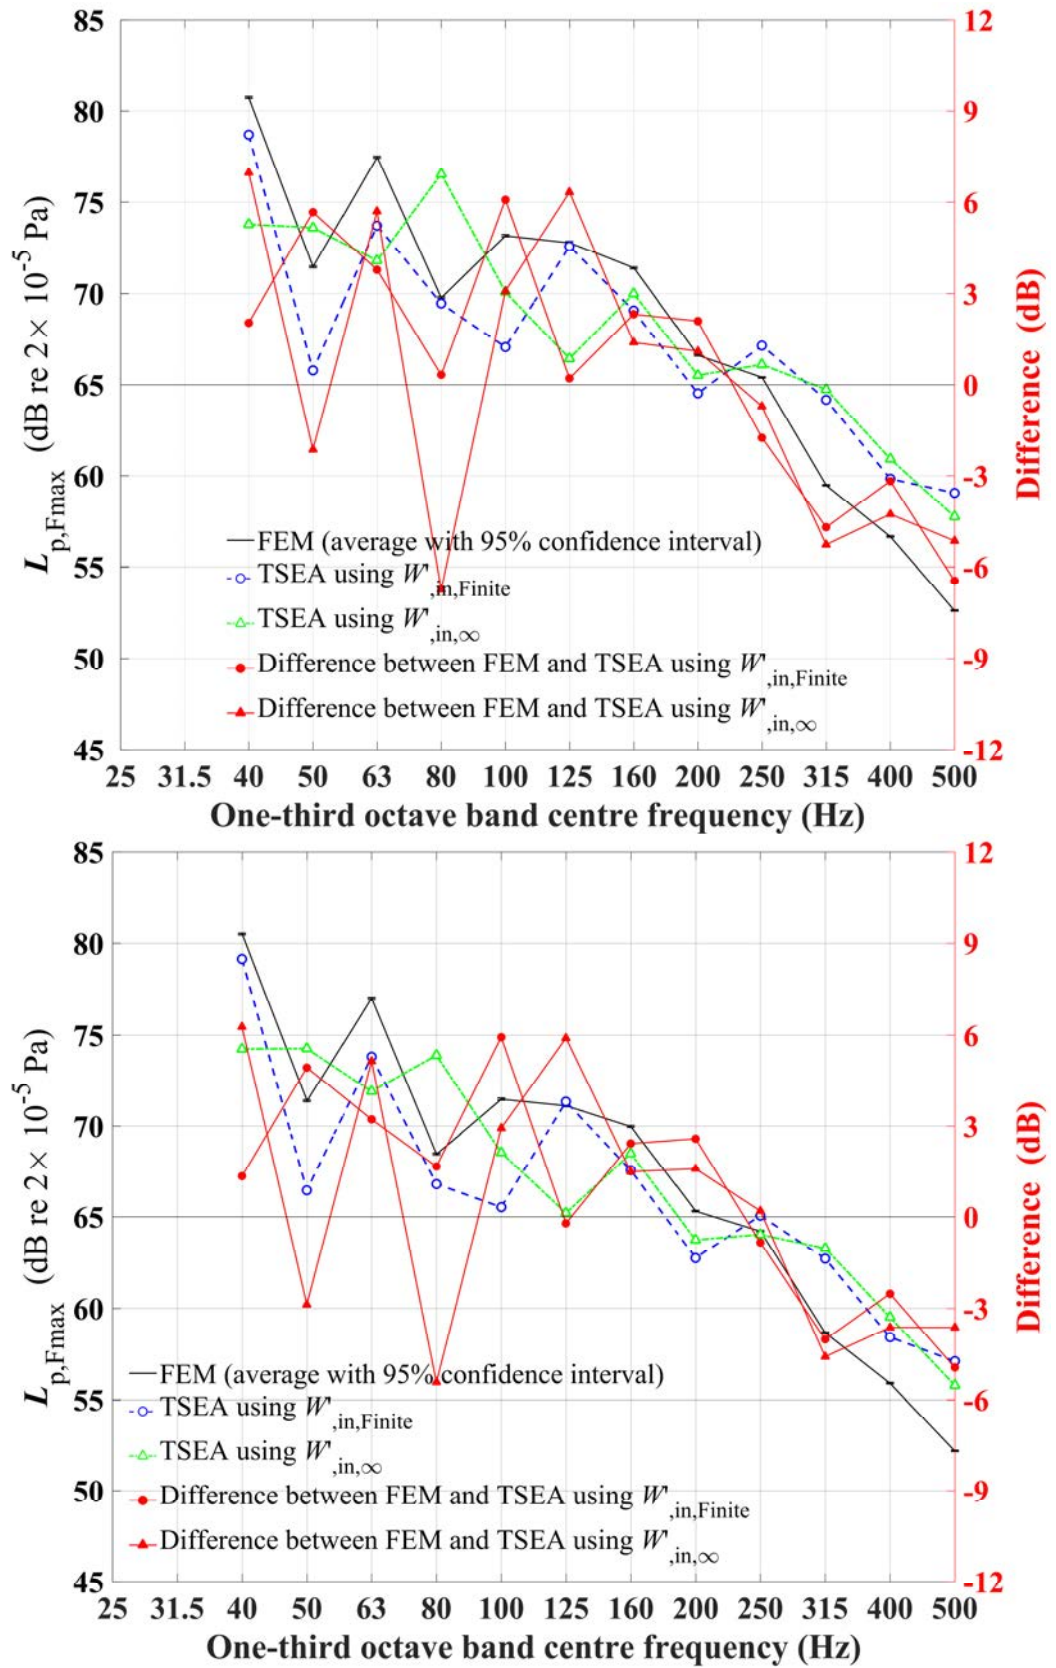 85
80
75
70
65
60
55
50
45
12
9
6
3
0
-3
-6
-9
-12
L p,Fmax (dB re 2× 10⁻⁵ Pa)
Difference (dB)
FEM (average with 95% confidence interval)
TSEA using W' ,in,Finite
TSEA using W' ,in,∞
Difference between FEM and TSEA using W' ,in,Finite
Difference between FEM and TSEA using W' ,in,∞
25 31.5 40 50 63 80 100 125 160 200 250 315 400 500
One-third octave band centre frequency (Hz)
85
80
75
70
65
60
55
50
45
12
9
6
3
0
-3
-6
-9
-12
L p,Fmax (dB re 2× 10⁻⁵ Pa)
Difference (dB)
FEM (average with 95% confidence interval)
TSEA using W' ,in,Finite
TSEA using W' ,in,∞
Difference between FEM and TSEA using W' ,in,Finite
Difference between FEM and TSEA using W' ,in,∞
25 31.5 40 50 63 80 100 125 160 200 250 315 400 500
One-third octave band centre frequency (Hz)